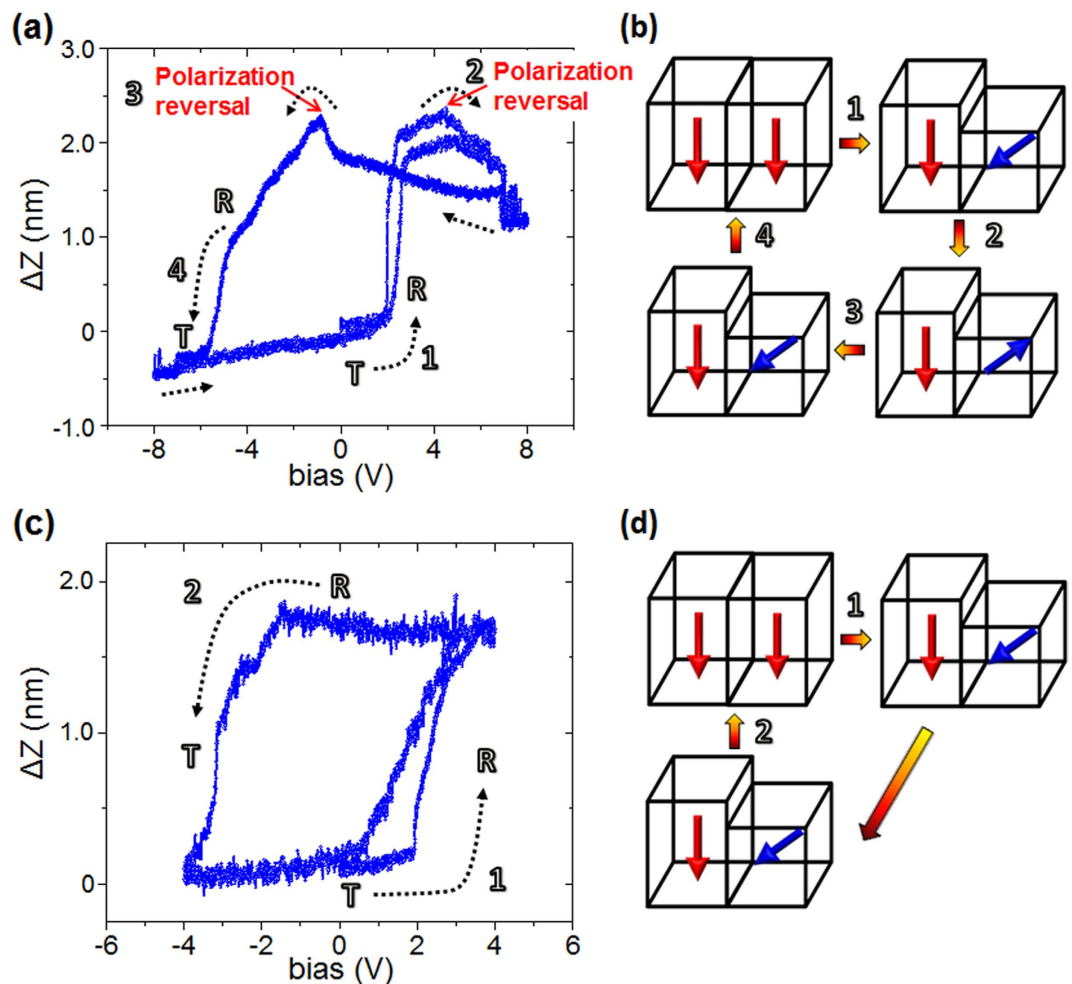 (a)
3.0
2.0
1.0
0
-1.0
ΔZ (nm)
3
Polarization
reversal
2
Polarization
reversal
R
4
T
R
T
1
-8
-4
0
4
8
bias (V)
(b)
1
4
2
3
(c)
2.0
1.0
0
ΔZ (nm)
2
R
T
R
T
1
-6
-4
-2
0
2
4
6
bias (V)
(d)
1
2